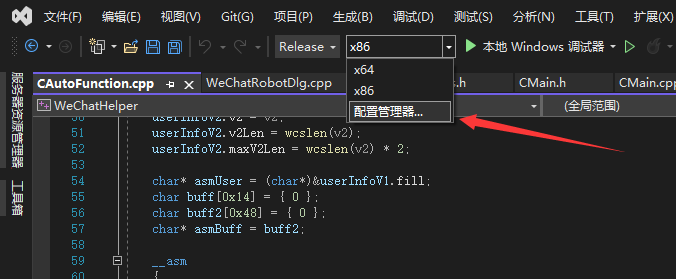 文件(F) 编辑(E) 视图(V) Git(G) 项目(P) 生成(B) 调试(D) 测试(S) 分析(N) 工具(T) 扩展(X)
Release x86 本地 Windows 调试器
x64
x86
配置管理器...
服务器资源管理器
工具箱
CAutoFunction.cpp WeChatRobotDlg.cpp .h CMain.h CMain.cpp
WeChatHelper (全局范围)
50 userInfoV2.v2 = v2;
51 userInfoV2.v2Len = wcslen(v2);
52 userInfoV2.maxV2Len = wcslen(v2) * 2;
53
54 char* asmUser = (char*)&userInfoV1.fill;
55 char buff[0x14] = { 0 };
56 char buff2[0x48] = { 0 };
57 char* asmBuff = buff2;
58
59 __asm
60 {